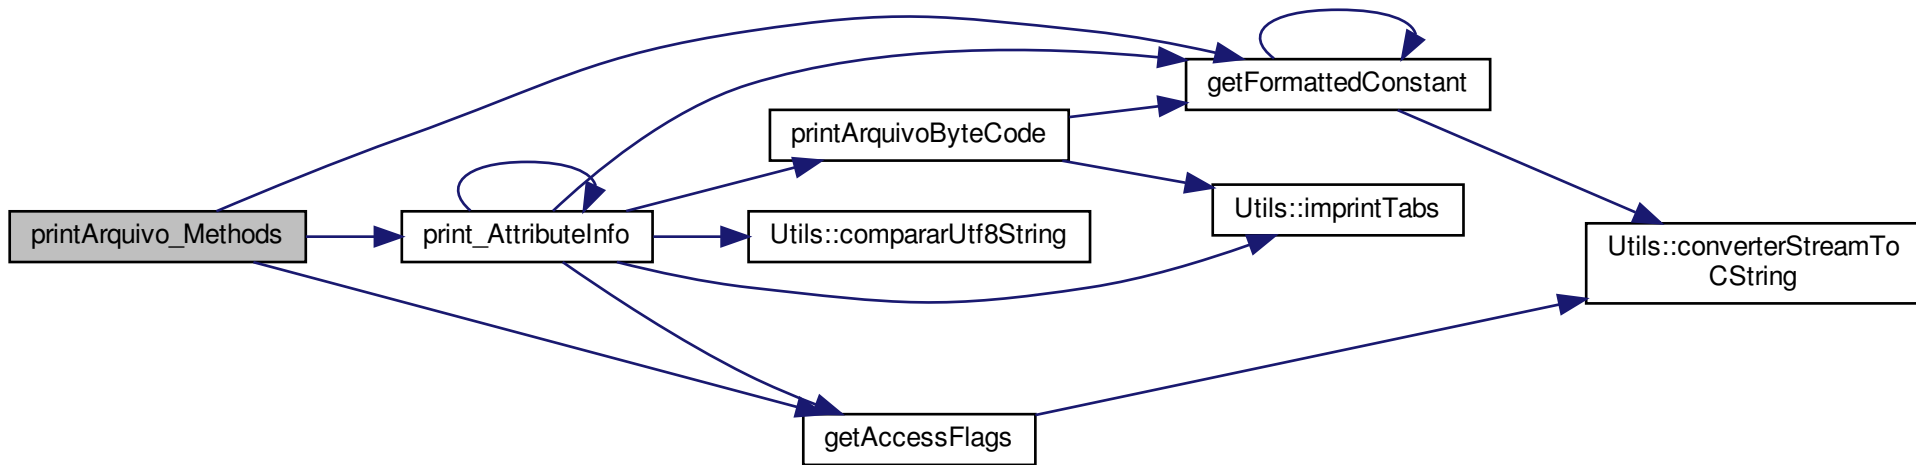 getFormattedConstant
printArquivoByteCode
Utils::imprintTabs
printArquivo_Methods
print_AttributeInfo
Utils::compararUtf8String
Utils::converterStreamTo
CString
getAccessFlags